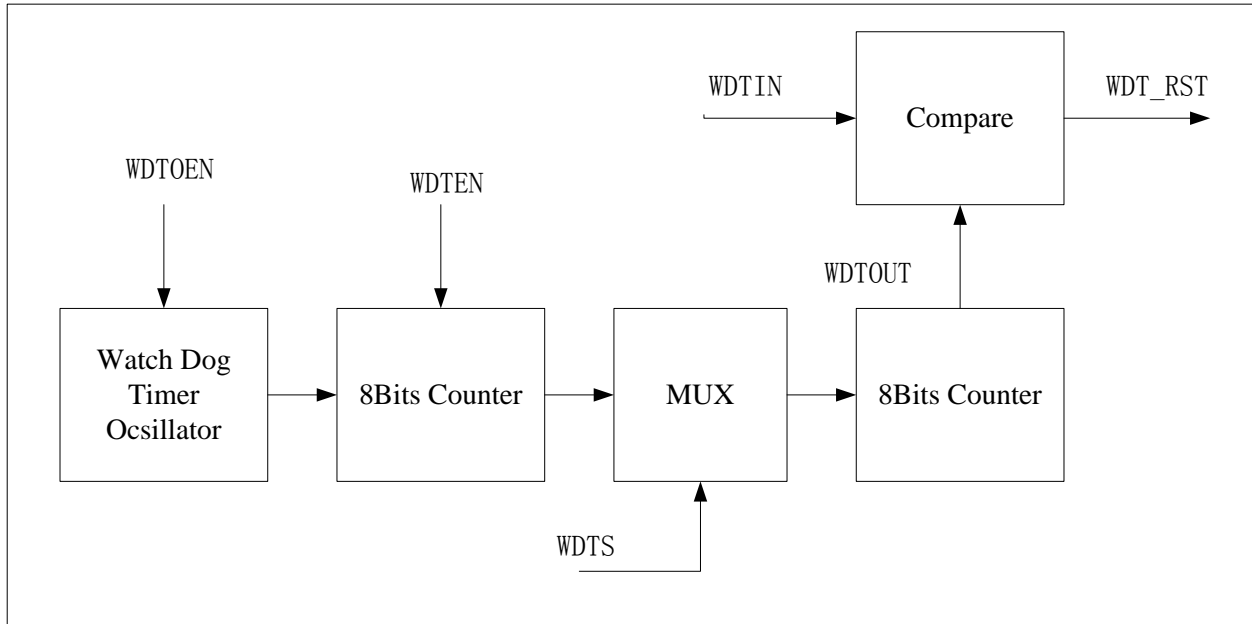 WDTIN
WDT_RST
Compare
WDTOEN
WDTEN
WDTOUT
Watch Dog
Timer
Ocsillator
8Bits Counter
MUX
8Bits Counter
WDTS